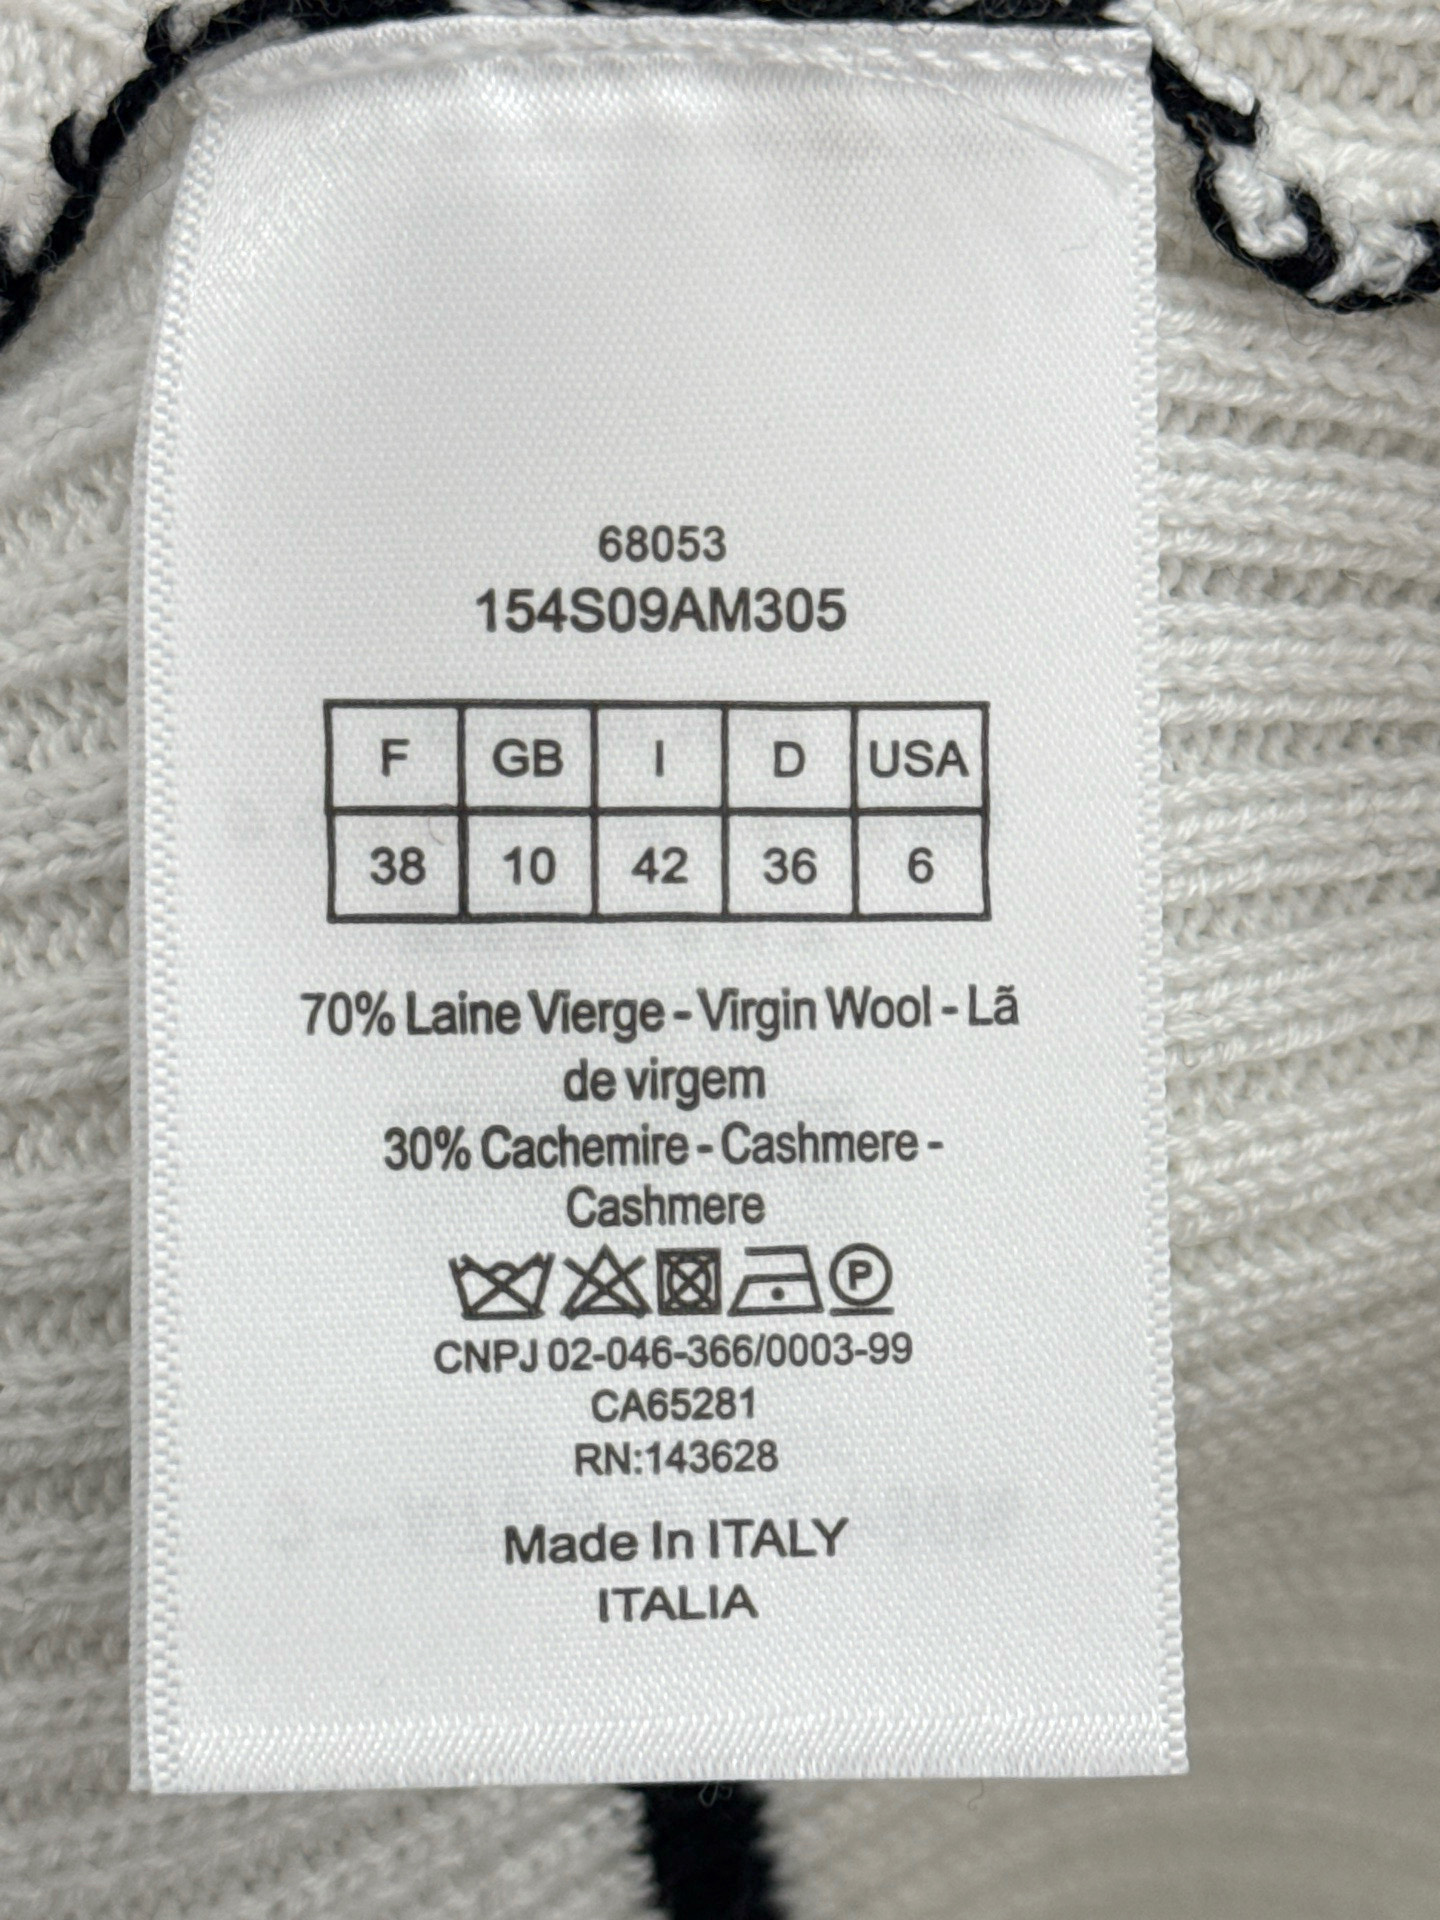 68053
154S09AM305
F GB I D USA
38 10 42 36 6
70% Laine Vierge - Virgin Wool - Lã
de virgem
30% Cachemire - Cashmere -
Cashmere
P
CNPJ 02-046-366/0003-99
CA65281
RN:143628
Made In ITALY
ITALIA